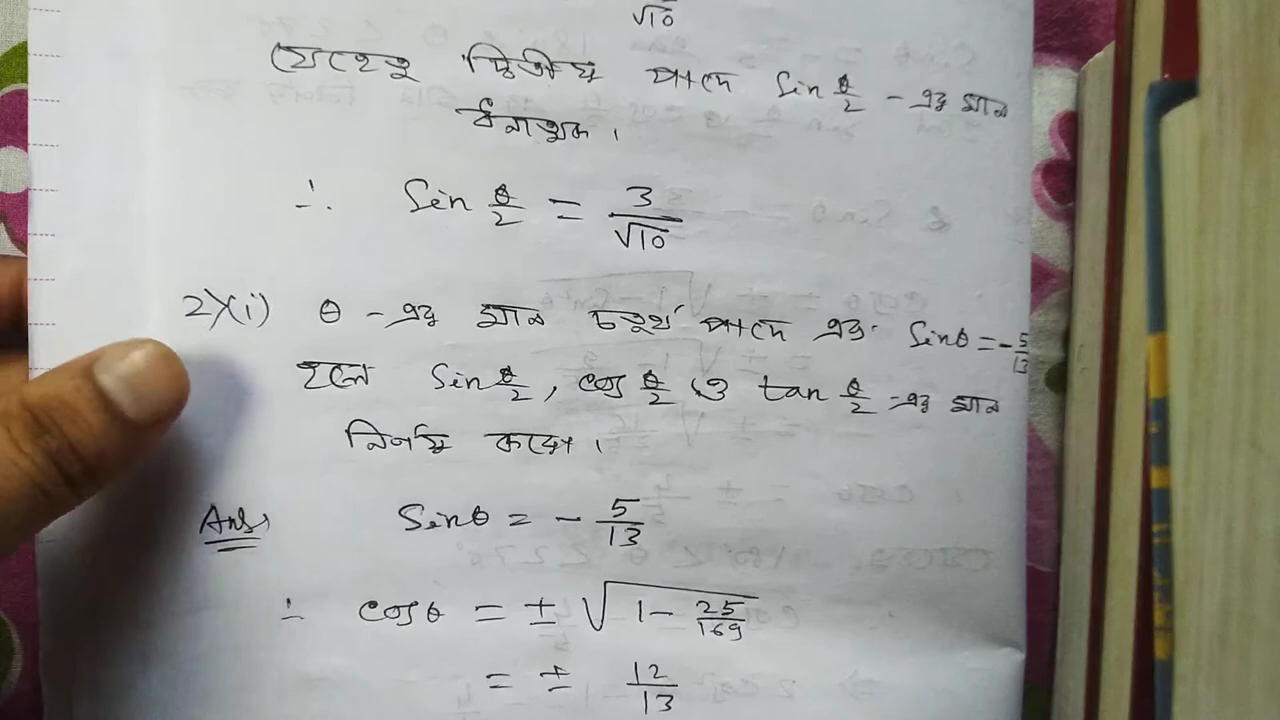 √10
যেহেতু দ্বিতীয় পাদে Sin θ/2 - এর মান
ধনাত্মক।
∴ Sin θ/2 = 3/√10
2)(i) θ - এর মান চতুর্থ পাদে এবং Sinθ = -5/13
হলে Sin θ/2, cos θ/2 ও tan θ/2 - এর মান
নির্ণয় করো।
Ans, Sinθ = - 5/13
∴ cosθ = ± √1 - 25/169
= ± 12/13